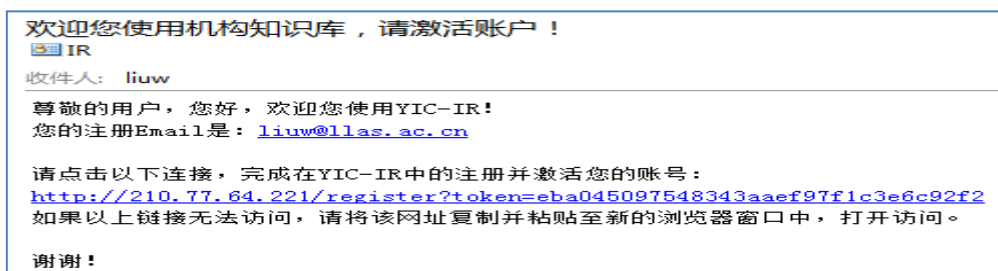 欢迎您使用机构知识库，请激活账户！
IR
收件人: liuw
尊敬的用户，您好，欢迎您使用YIC-IR!
您的注册Email是: liuw@llas.ac.cn
请点击以下连接，完成在YIC-IR中的注册并激活您的账号:
http://210.77.64.221/register?token=eba045097548343aaef97f1c3e6c92f2
如果以上链接无法访问，请将该网址复制并粘贴至新的浏览器窗口中，打开访问。
谢谢!